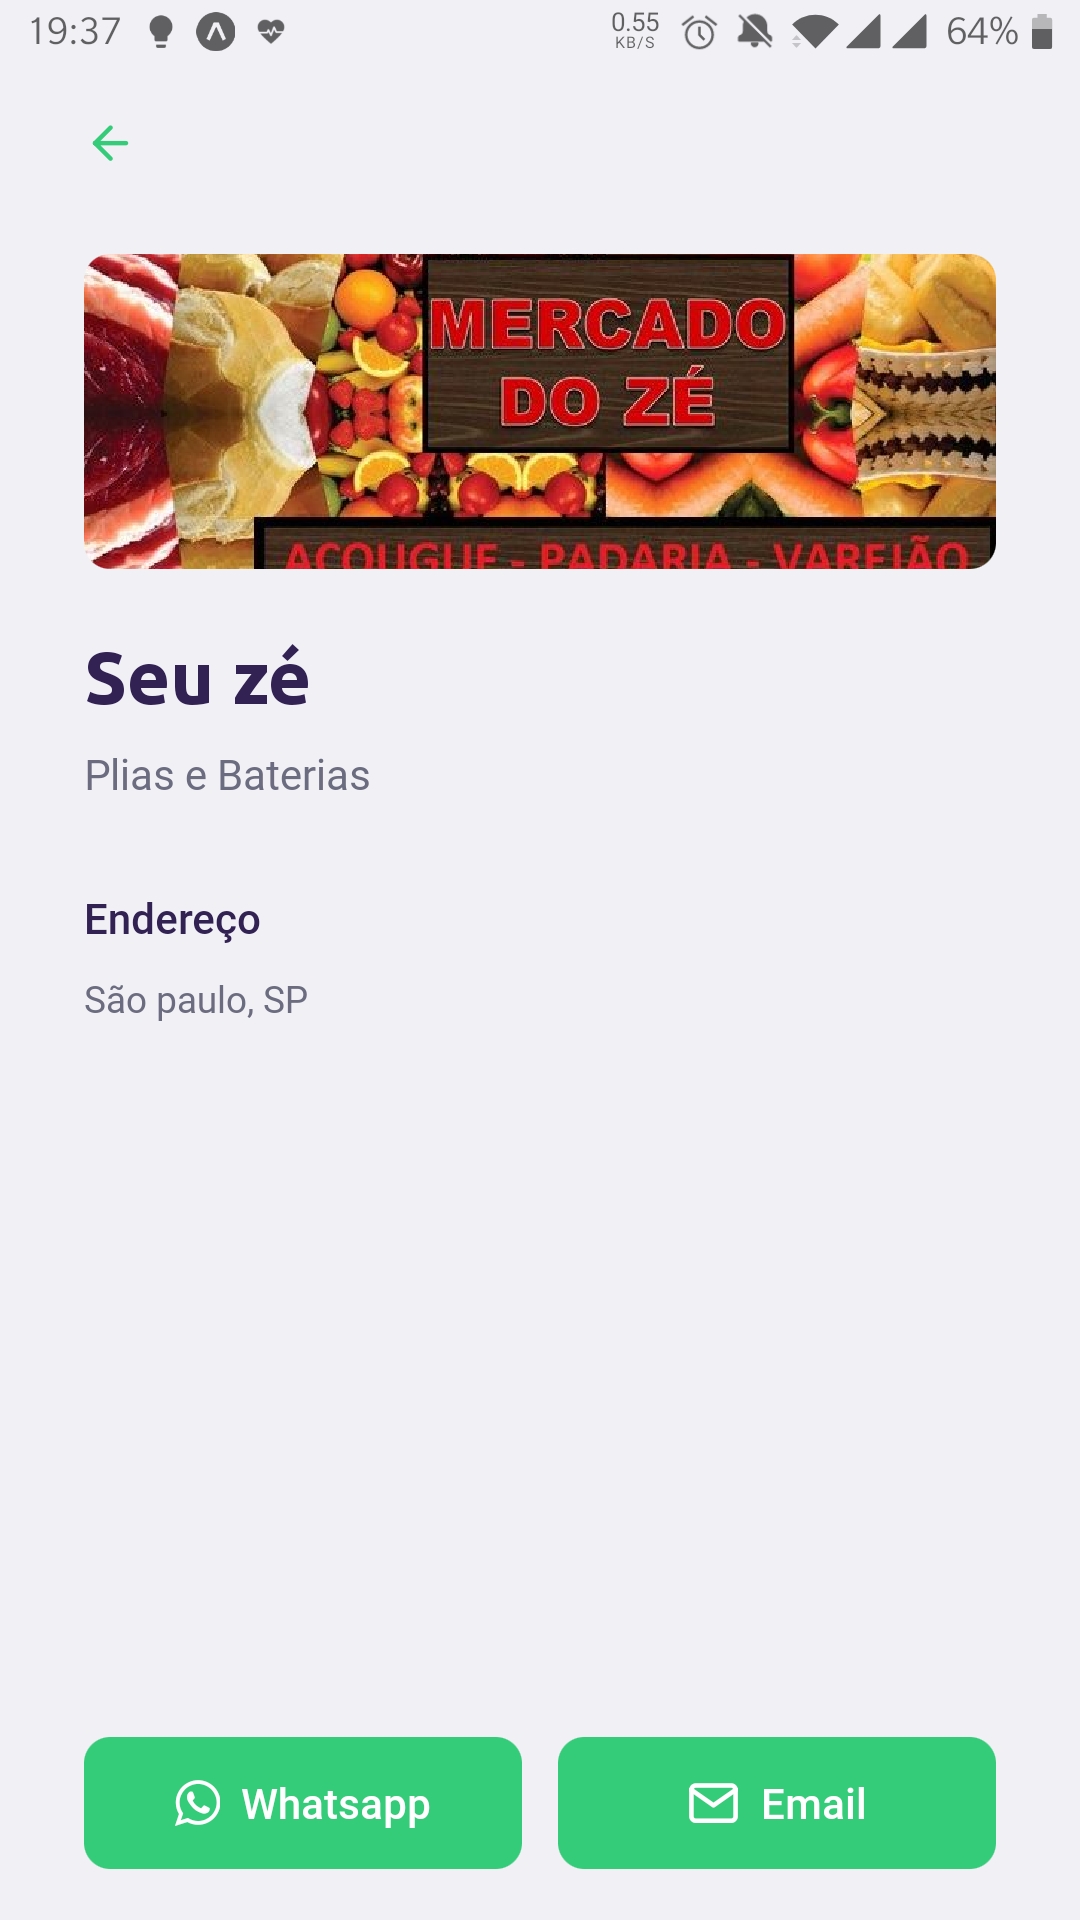 19:37
0.55
KB/S
64%
MERCADO
DO ZÉ
AÇOUGUE - PADARIA - VAREJÃO
Seu zé
Plias e Baterias
Endereço
São paulo, SP
Whatsapp
Email